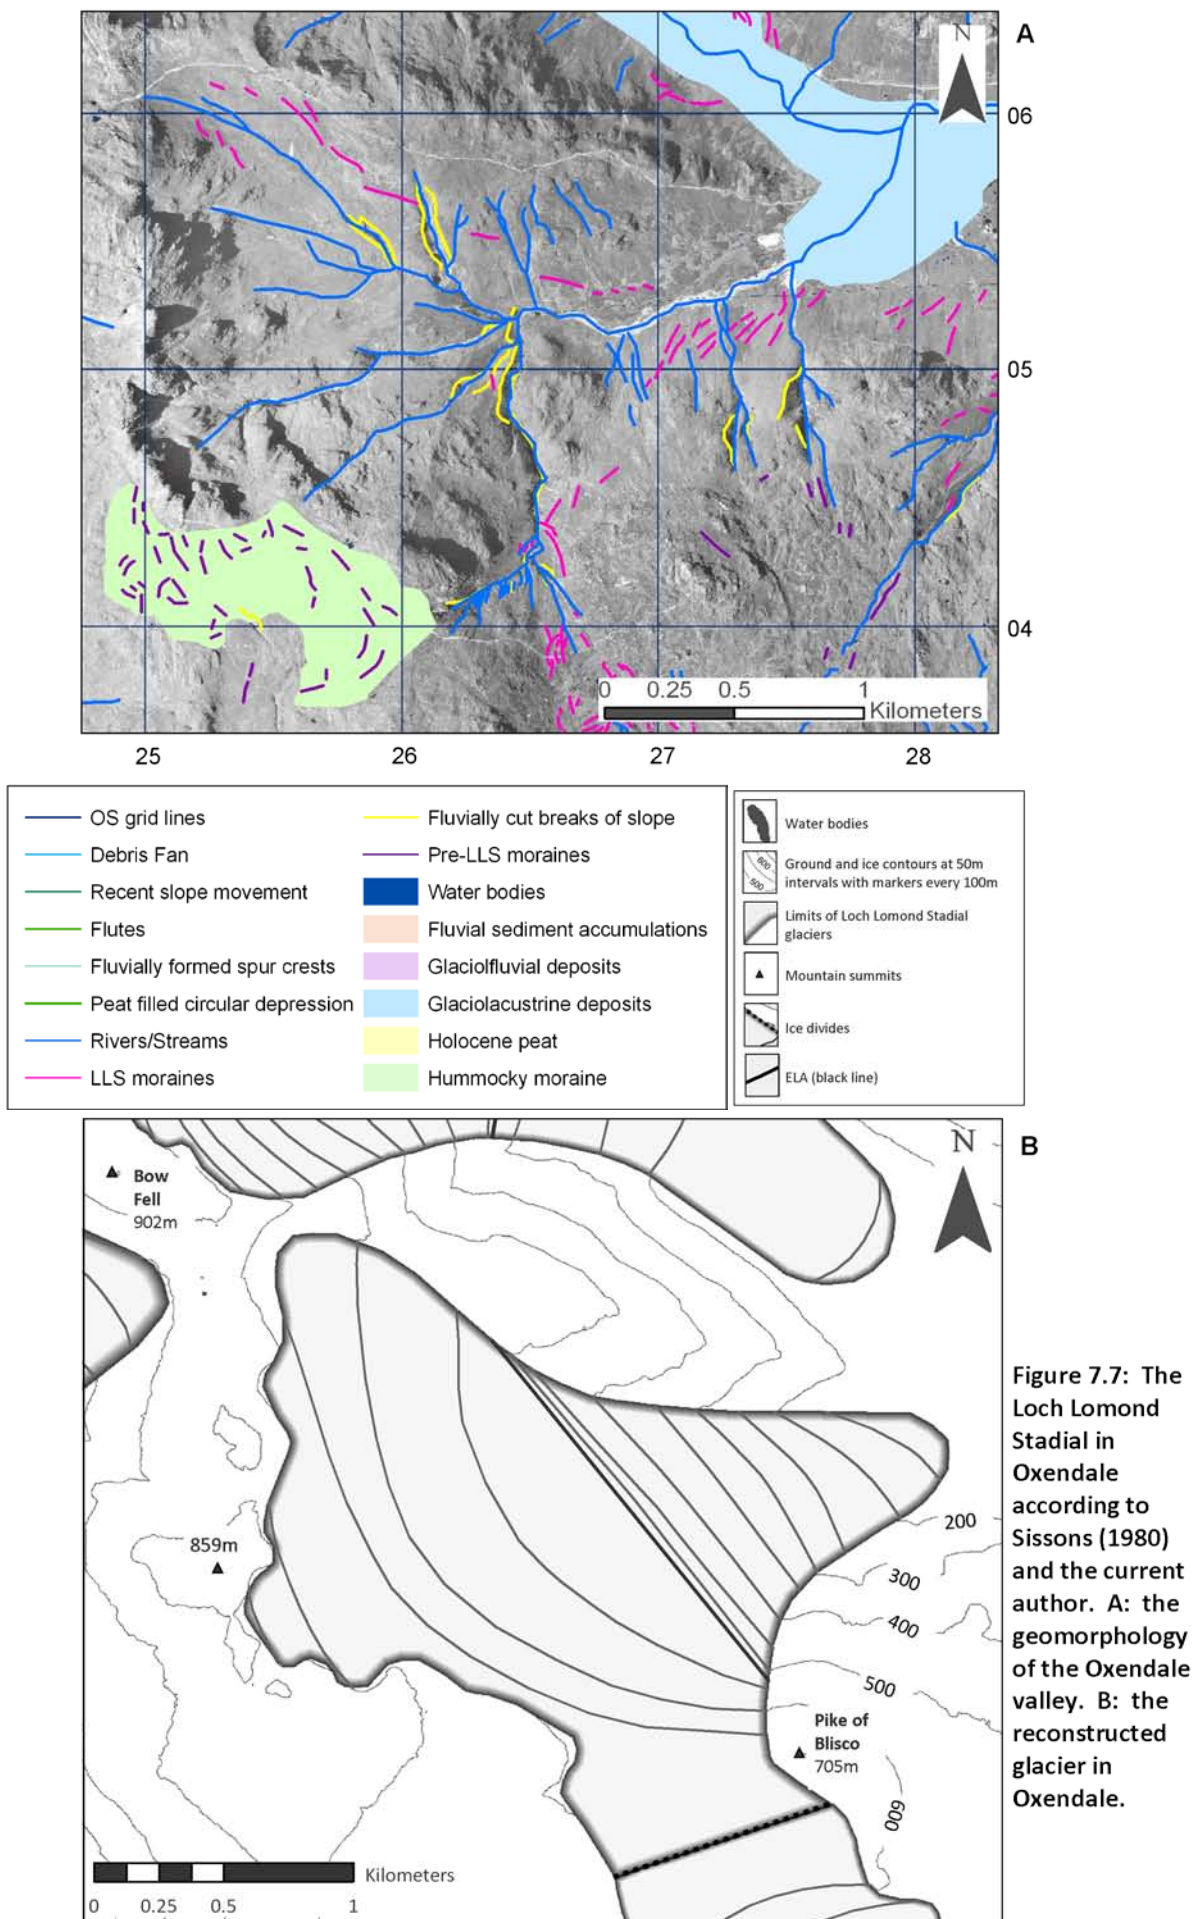 N
A
06
05
04
0 0.25 0.5 1
Kilometers
25 26 27 28
OS grid lines
Debris Fan
Recent slope movement
Flutes
Fluvially formed spur crests
Peat filled circular depression
Rivers/Streams
LLS moraines
Fluvially cut breaks of slope
Pre-LLS moraines
Water bodies
Fluvial sediment accumulations
Glaciolfluvial deposits
Glaciolacustrine deposits
Holocene peat
Hummocky moraine
Water bodies
600
500
Ground and ice contours at 50m
intervals with markers every 100m
Limits of Loch Lomond Stadial
glaciers
Mountain summits
Ice divides
ELA (black line)
B
N
Bow
Fell
902m
859m
200
300
400
500
Pike of
Blisco
705m
600
Kilometers
0 0.25 0.5 1
Figure 7.7: The
Loch Lomond
Stadial in
Oxendale
according to
Sissons (1980)
and the current
author. A: the
geomorphology
of the Oxendale
valley. B: the
reconstructed
glacier in
Oxendale.